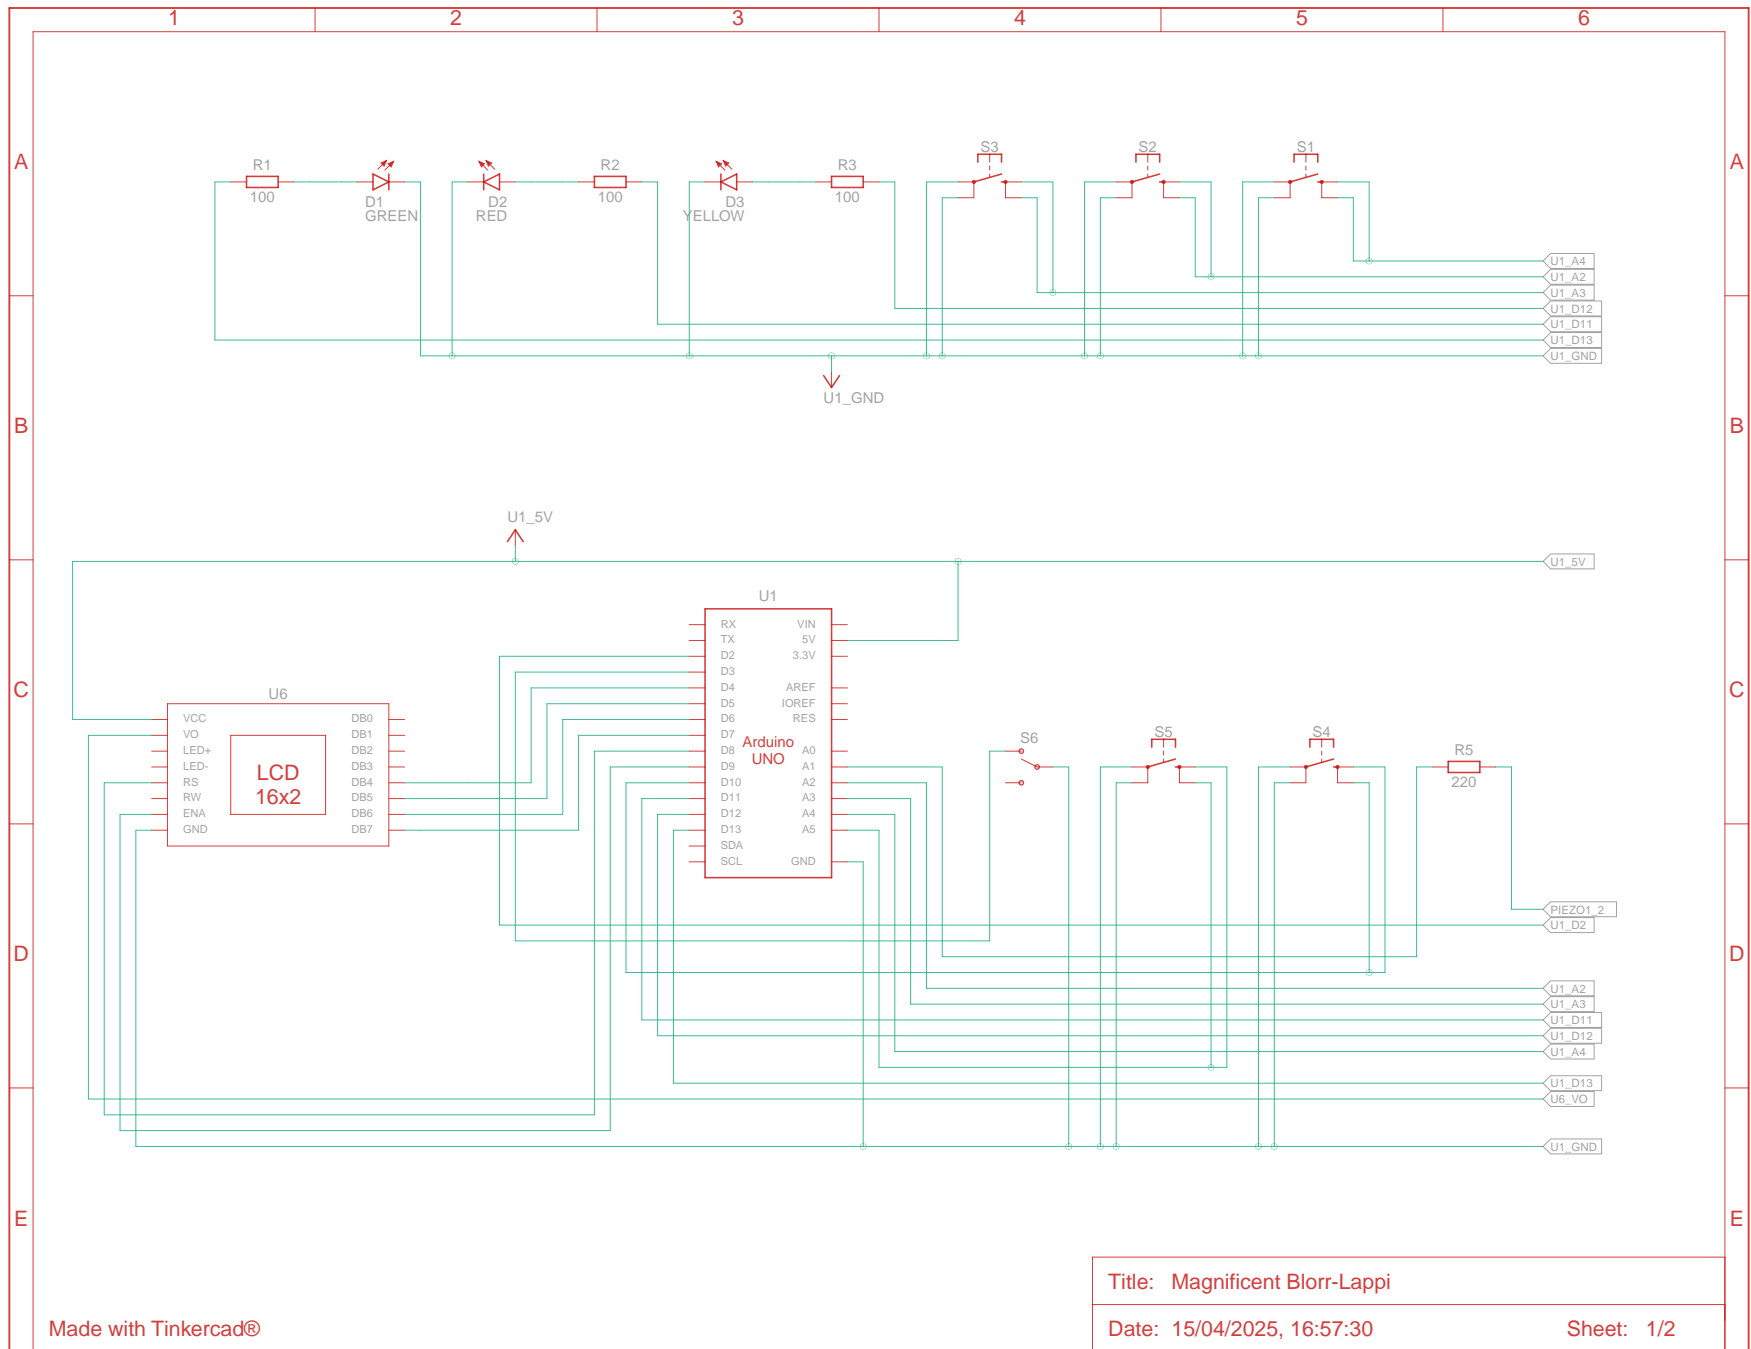 1 2 3 4 5 6
A A
S3 S2 S1
R1 R2 R3
100 D1 D2 100 D3 100
GREEN RED YELLOW
U1_A4
U1_A2
U1_A3
U1_D12
U1_D11
U1_D13
U1_GND
U1_GND
B B
U1_5V
U1_5V
U1
RX VIN
TX 5V
D2 3.3V
D3
D4 AREF
D5 IOREF
D6 RES
D7
D8 A0
D9 A1
D10 A2
D11 A3
D12 A4
D13 A5
SDA
SCL GND
Arduino
UNO
C C
U6
VCC DB0
VO DB1
LED+ DB2
LED- DB3
RS DB4
RW DB5
ENA DB6
GND DB7
LCD
16x2
S6 S5 S4 R5
220
PIEZO1_2
U1_D2
D D
U1_A2
U1_A3
U1_D11
U1_D12
U1_A4
U1_D13
U6_VO
U1_GND
E E
Title: Magnificent Blorr-Lappi
Made with Tinkercad®
Date: 15/04/2025, 16:57:30 Sheet: 1/2